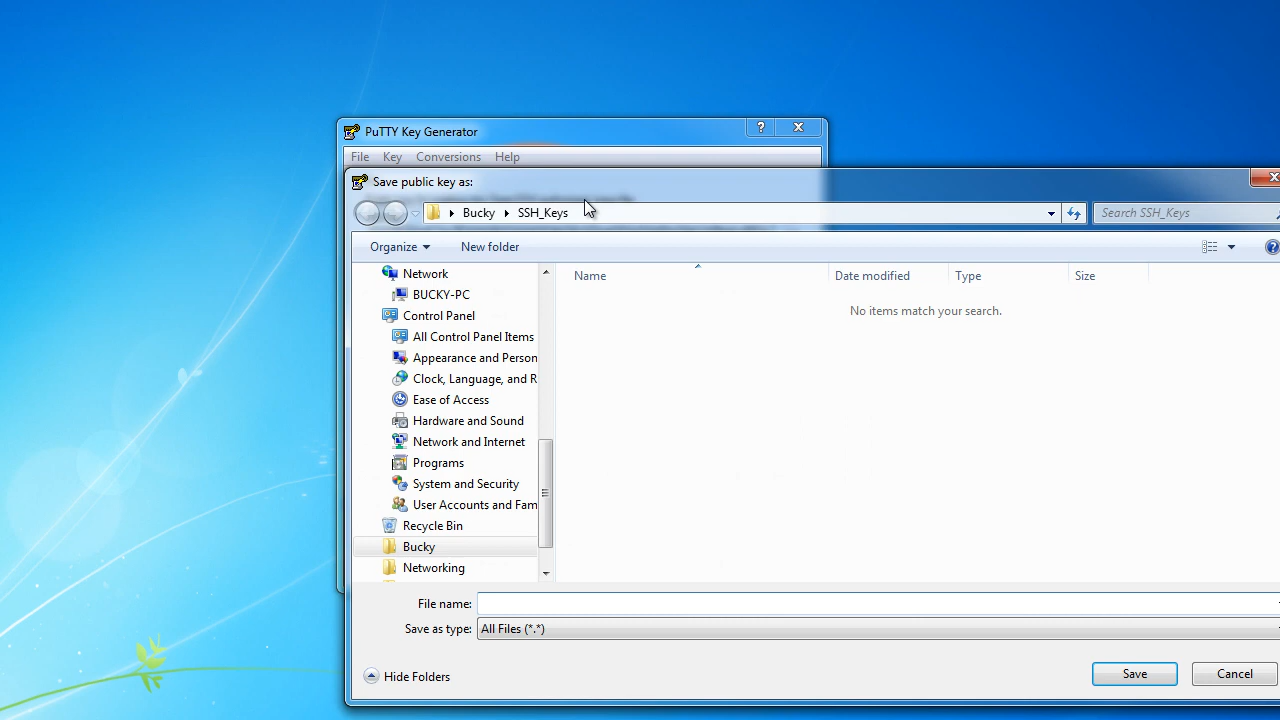 PuTTY Key Generator
?
File Key Conversions Help
Save public key as:
Bucky SSH_Keys
Search SSH_Keys
Organize New folder
Name Date modified Type Size
No items match your search.
Network
BUCKY-PC
Control Panel
All Control Panel Items
Appearance and Person
Clock, Language, and R
Ease of Access
Hardware and Sound
Network and Internet
Programs
System and Security
User Accounts and Fam
Recycle Bin
Bucky
Networking
File name:
Save as type: All Files (*.*)
Hide Folders
Save Cancel